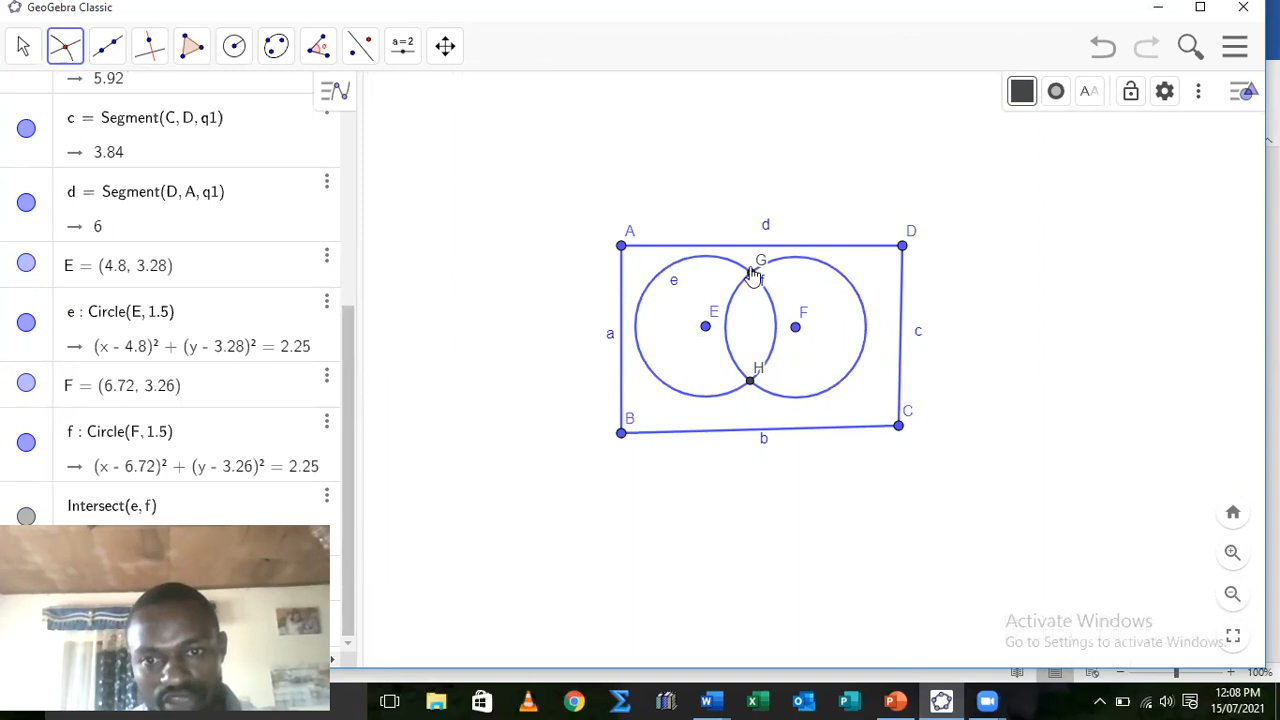 GeoGebra Classic
a=2
→ 5.92
c = Segment(C, D, q1)
→ 3.84
d = Segment(D, A, q1)
→ 6
E = (4.8, 3.28)
e : Circle(E, 1.5)
→ (x - 4.8)² + (y - 3.28)² = 2.25
F = (6.72, 3.26)
f : Circle(F, 1.5)
→ (x - 6.72)² + (y - 3.26)² = 2.25
Intersect(e, f)
AA
d
A
D
G
e
f
E
F
a
c
H
B
C
b
Activate Windows
Go to Settings to activate Windows.
100%
12:08 PM
15/07/2021